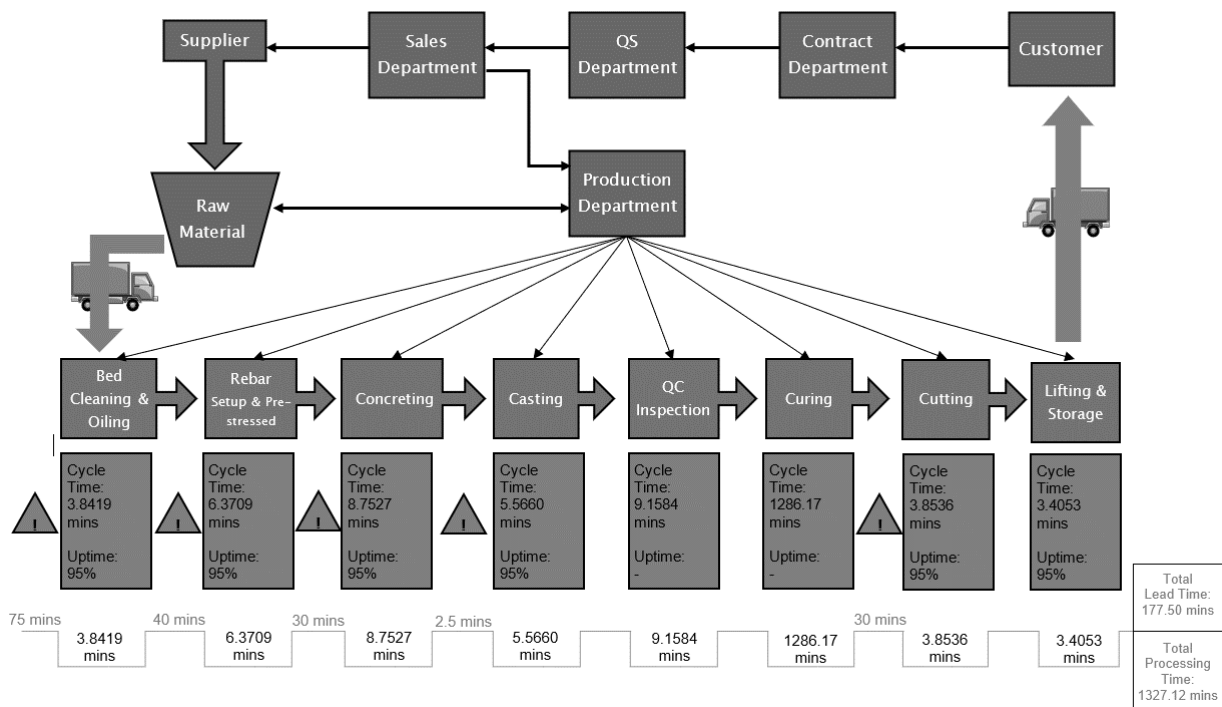 Supplier
Sales
Department
QS
Department
Contract
Department
Customer
Raw
Material
Production
Department
Bed
Cleaning &
Oiling
Rebar
Setup & Pre-
stressed
Concreting
Casting
QC
Inspection
Curing
Cutting
Lifting &
Storage
Cycle
Time:
3.8419
mins
Uptime:
95%
Cycle
Time:
6.3709
mins
Uptime:
95%
Cycle
Time:
8.7527
mins
Uptime:
95%
Cycle
Time:
5.5660
mins
Uptime:
95%
Cycle
Time:
9.1584
mins
Uptime:
-
Cycle
Time:
1286.17
mins
Uptime:
-
Cycle
Time:
3.8536
mins
Uptime:
95%
Cycle
Time:
3.4053
mins
Uptime:
95%
!
!
!
!
!
75 mins
40 mins
30 mins
2.5 mins
30 mins
3.8419
mins
6.3709
mins
8.7527
mins
5.5660
mins
9.1584
mins
1286.17
mins
3.8536
mins
3.4053
mins
Total
Lead Time:
177.50 mins
Total
Processing
Time:
1327.12 mins